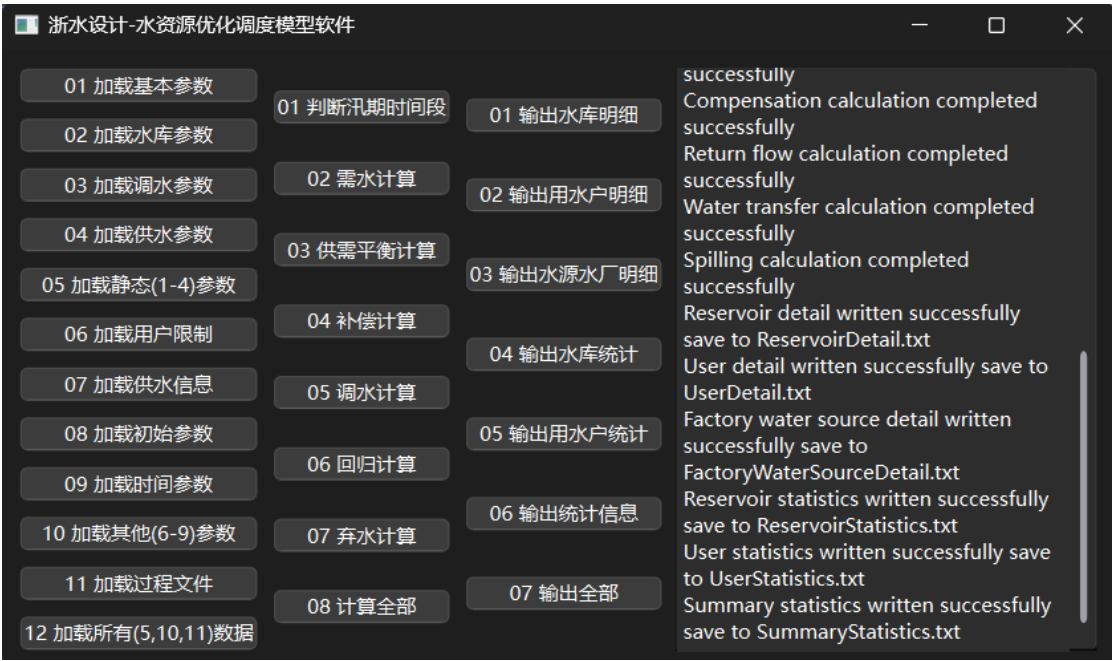 浙水设计-水资源优化调度模型软件
01 加载基本参数
02 加载水库参数
03 加载调水参数
04 加载供水参数
05 加载静态(1-4)参数
06 加载用户限制
07 加载供水信息
08 加载初始参数
09 加载时间参数
10 加载其他(6-9)参数
11 加载过程文件
12 加载所有(5,10,11)数据
01 判断汛期时间段
02 需水计算
03 供需平衡计算
04 补偿计算
05 调水计算
06 回归计算
07 弃水计算
08 计算全部
01 输出水库明细
02 输出用水户明细
03 输出水源水厂明细
04 输出水库统计
05 输出用水户统计
06 输出统计信息
07 输出全部
successfully
Compensation calculation completed
successfully
Return flow calculation completed
successfully
Water transfer calculation completed
successfully
Spilling calculation completed
successfully
Reservoir detail written successfully
save to ReservoirDetail.txt
User detail written successfully save to
UserDetail.txt
Factory water source detail written
successfully save to
FactoryWaterSourceDetail.txt
Reservoir statistics written successfully
save to ReservoirStatistics.txt
User statistics written successfully save
to UserStatistics.txt
Summary statistics written successfully
save to SummaryStatistics.txt